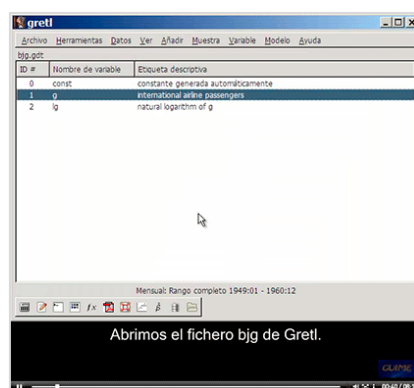 gretl
Archivo Herramientas Datos Ver Añadir Muestra Variable Modelo Ayuda
bjg.gdt
ID # Nombre de variable Etiqueta descriptiva
0 const constante generada automáticamente
1 g international airline passengers
2 lg natural logarithm of g
Mensual: Rango completo 1949:01 - 1960:12
fx β
Abrimos el fichero bjg de Gretl.